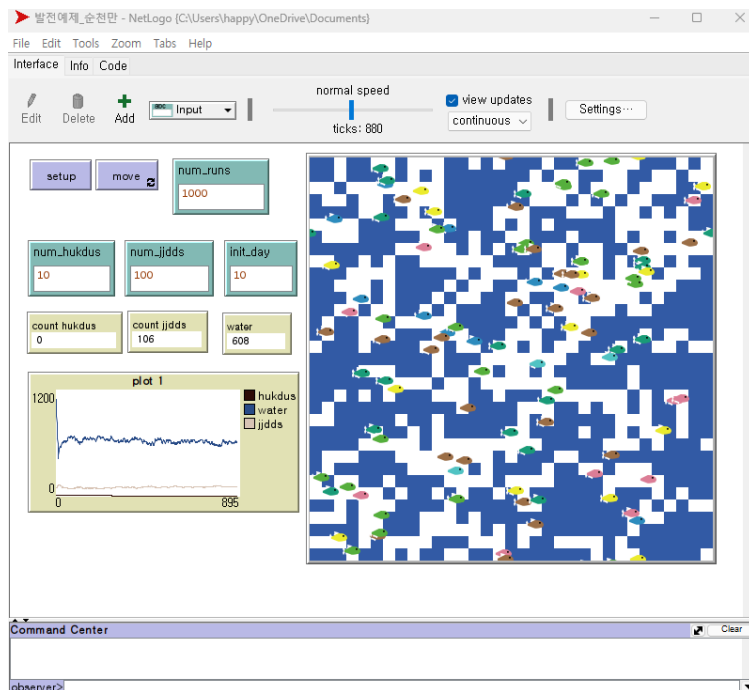 발전예제_순천만 - NetLogo {C:\Users\happy\OneDrive\Documents}
File Edit Tools Zoom Tabs Help
Interface Info Code
normal speed
Edit Delete Add abc Input view updates continuous Settings...
ticks: 880
setup move num_runs
1000
num_hukdus num_jjdds init_day
10 100 10
count hukdus count jjdds water
0 106 608
plot 1
1200
0
0 895
hukdus
water
jjdds
Command Center Clear
observer>